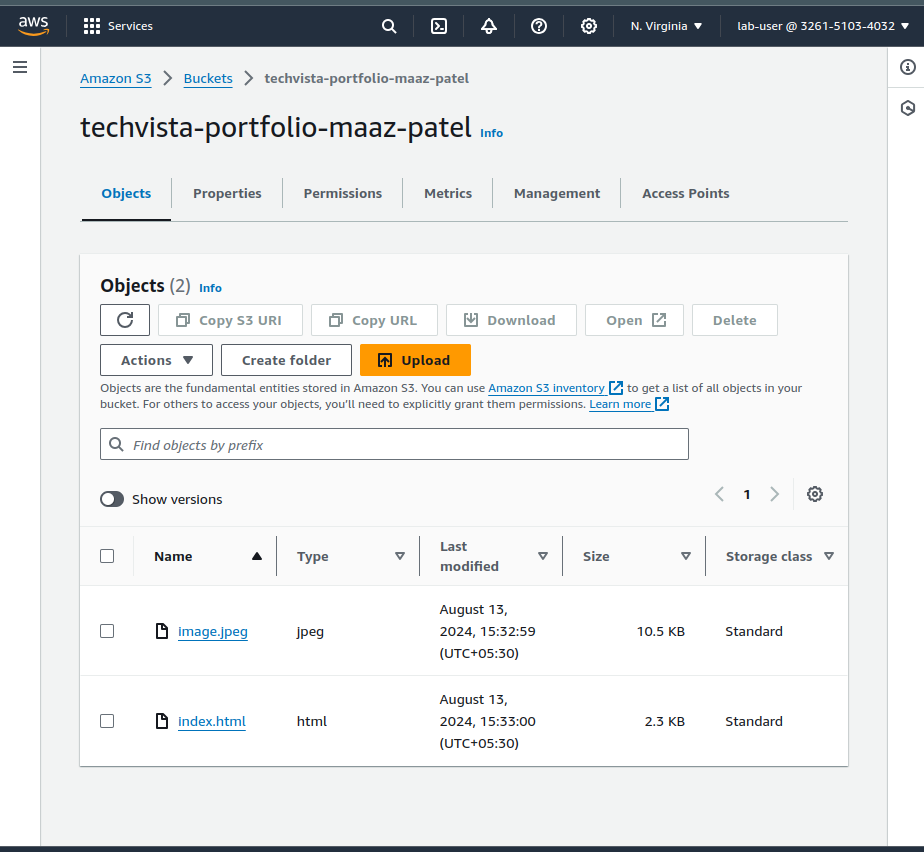 aws
Services
N. Virginia
lab-user @ 3261-5103-4032
Amazon S3 Buckets techvista-portfolio-maaz-patel
techvista-portfolio-maaz-patel Info
Objects Properties Permissions Metrics Management Access Points
Objects (2) Info
Copy S3 URI Copy URL Download Open Delete
Actions Create folder Upload
Objects are the fundamental entities stored in Amazon S3. You can use Amazon S3 inventory to get a list of all objects in your
bucket. For others to access your objects, you'll need to explicitly grant them permissions. Learn more
Find objects by prefix
Show versions
1
Name Type Last modified Size Storage class
image.jpeg jpeg August 13, 2024, 15:32:59 (UTC+05:30) 10.5 KB Standard
index.html html August 13, 2024, 15:33:00 (UTC+05:30) 2.3 KB Standard